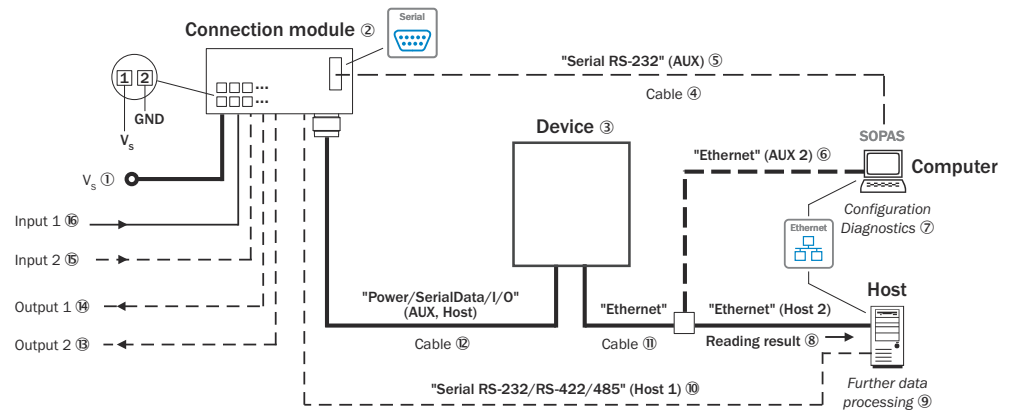 Serial
Connection module ②
"Serial RS-232" (AUX) ⑤
1 2
Cable ④
GND
Vs
Device ③
SOPAS
"Ethernet" (AUX 2) ⑥
Computer
Vs ①
Configuration
Diagnostics ⑦
Input 1 ⑯
Ethernet
Input 2 ⑮
Host
"Power/SerialData/I/O"
(AUX, Host)
"Ethernet"
"Ethernet" (Host 2)
Output 1 ⑭
Output 2 ⑬
Cable ⑫
Cable ⑪
Reading result ⑧
"Serial RS-232/RS-422/485" (Host 1) ⑩
Further data
processing ⑨